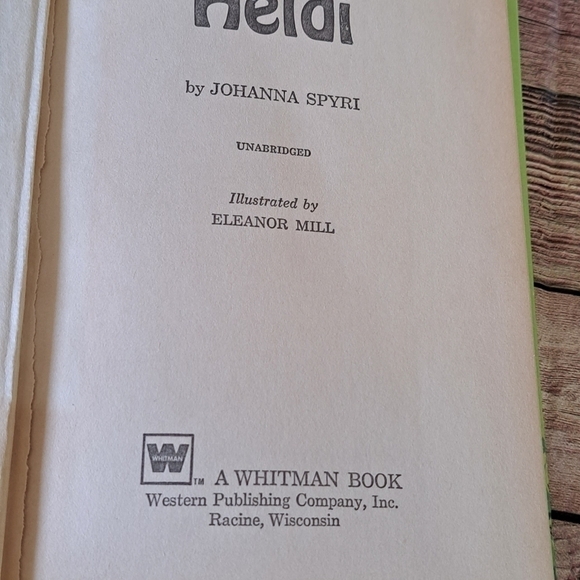 Heidi
by JOHANNA SPYRI
UNABRIDGED
Illustrated by
ELEANOR MILL
WHITMAN
TM A WHITMAN BOOK
Western Publishing Company, Inc.
Racine, Wisconsin